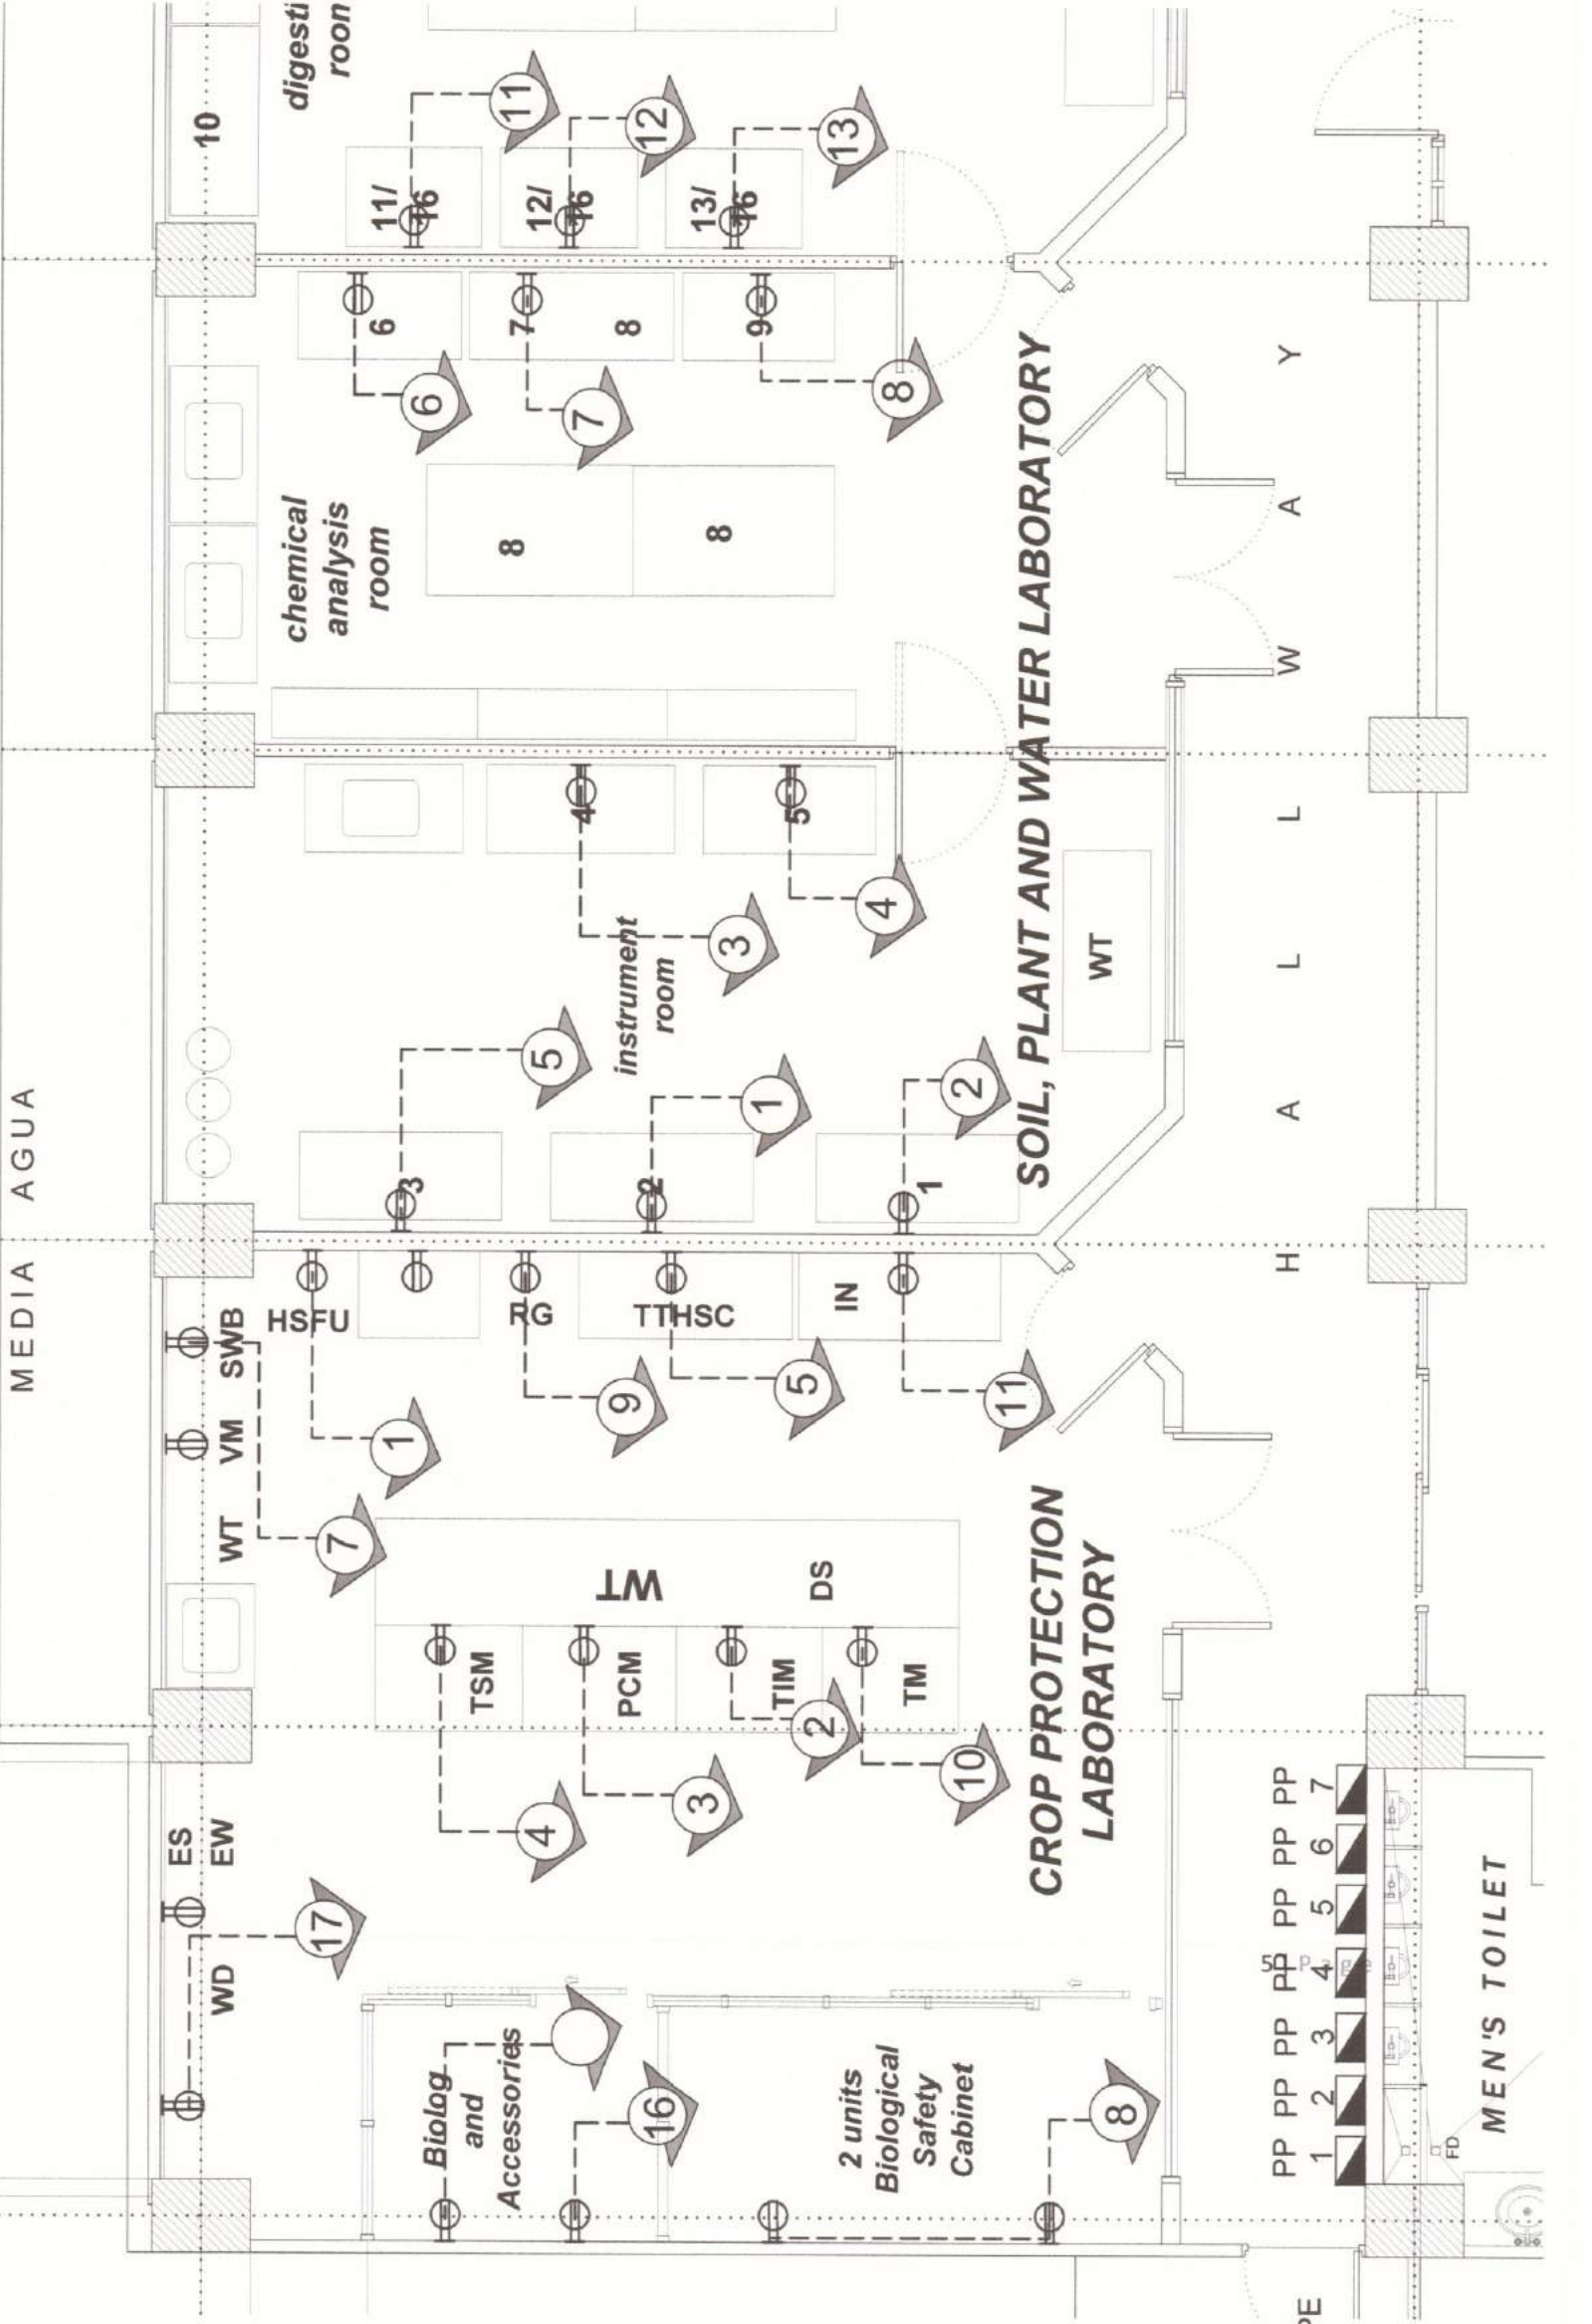 MEDIA AGUA
10
digesti
room
11/
16
12/
16
13/
16
11
12
13
6
7
8
9
6
7
8
chemical
analysis
room
8
8
4
5
3
4
instrument
room
5
1
2
3
2
1
WT
SOIL, PLANT AND WATER LABORATORY
HALLWAY
SWB
VM
WT
HSFU
RG
TTHSC
IN
1
9
5
11
7
WT
DS
TSM
PCM
TIM
TM
4
3
2
10
CROP PROTECTION
LABORATORY
ES
EW
WD
17
Biolog
and
Accessories
16
2 units
Biological
Safety
Cabinet
8
PP PP PP PP PP PP PP
1 2 3 4 5 6 7
FD
MEN'S TOILET
PE